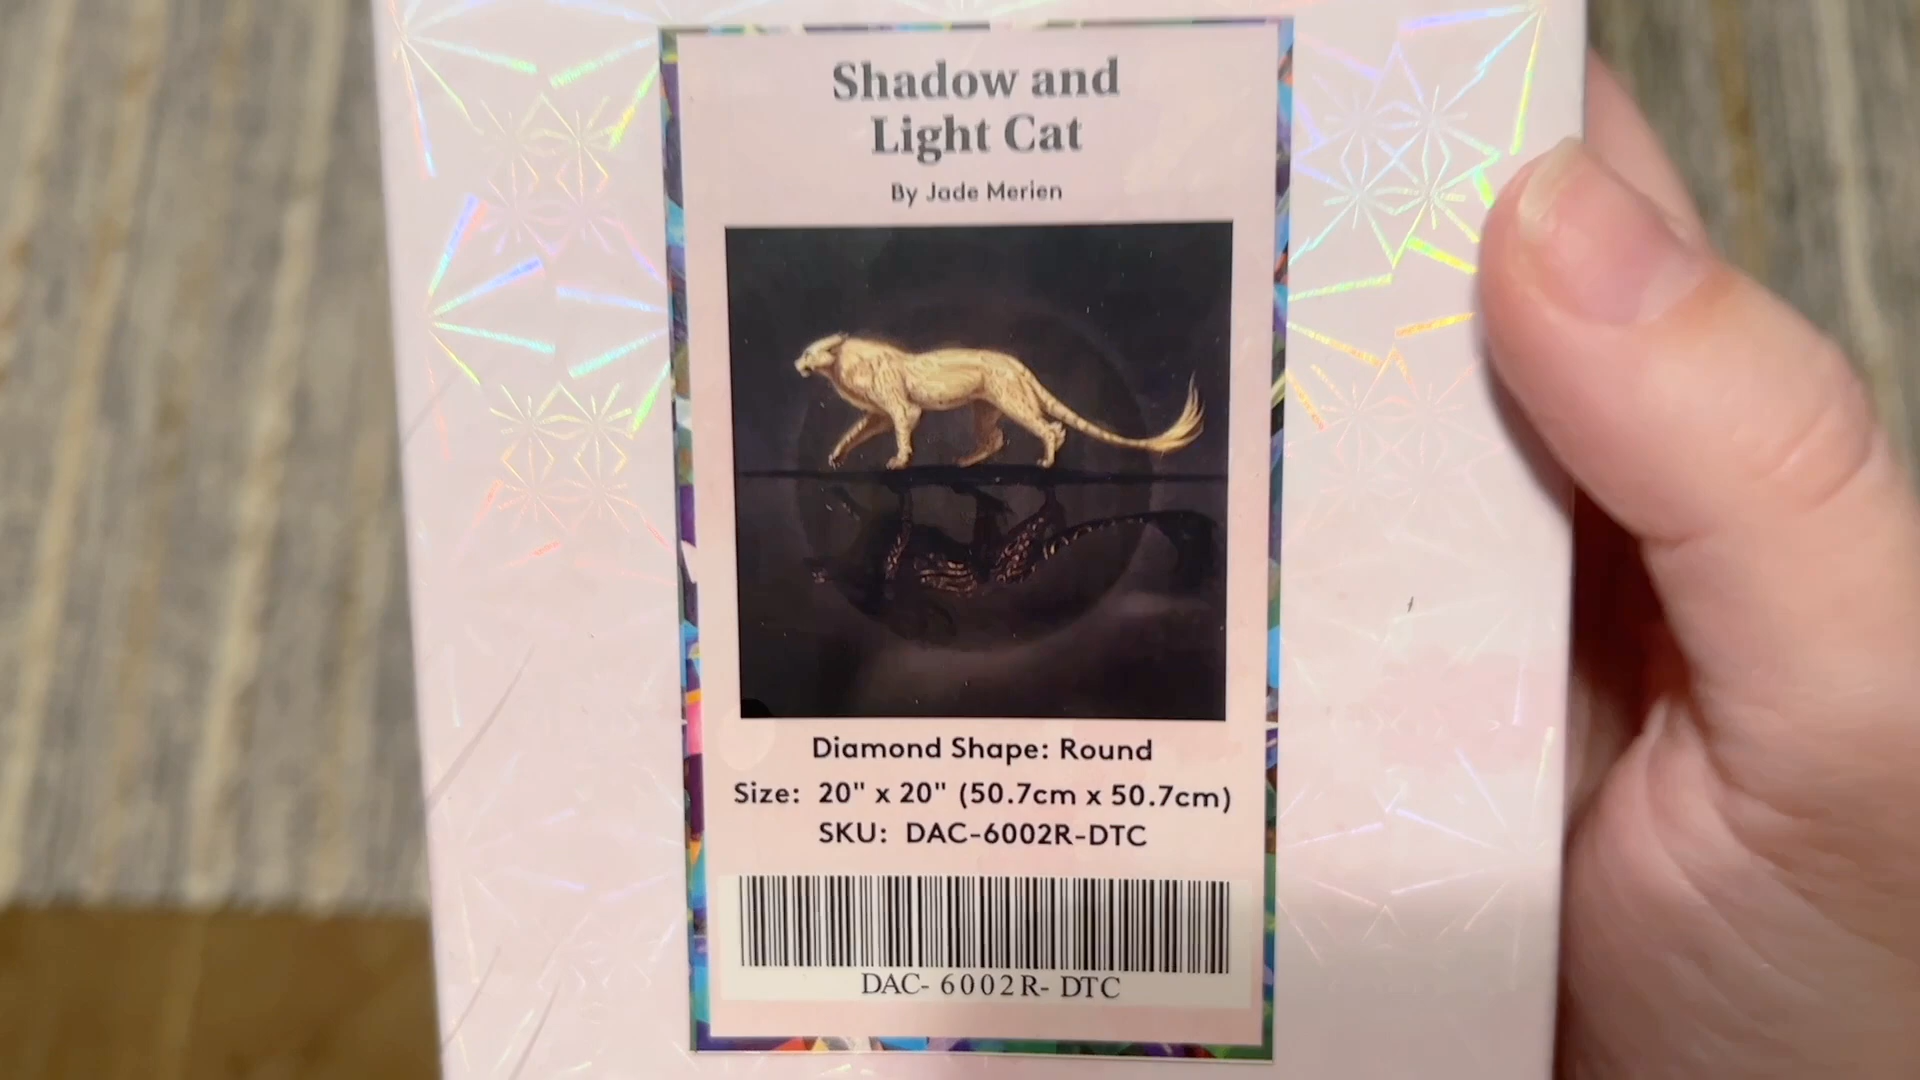 Shadow and
Light Cat
By Jade Merien
Diamond Shape: Round
Size: 20" x 20" (50.7cm x 50.7cm)
SKU: DAC-6002R-DTC
DAC- 6002R- DTC